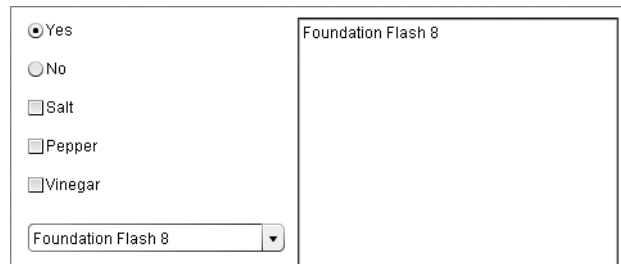 Yes
No
Salt
Pepper
Vinegar
Foundation Flash 8
Foundation Flash 8